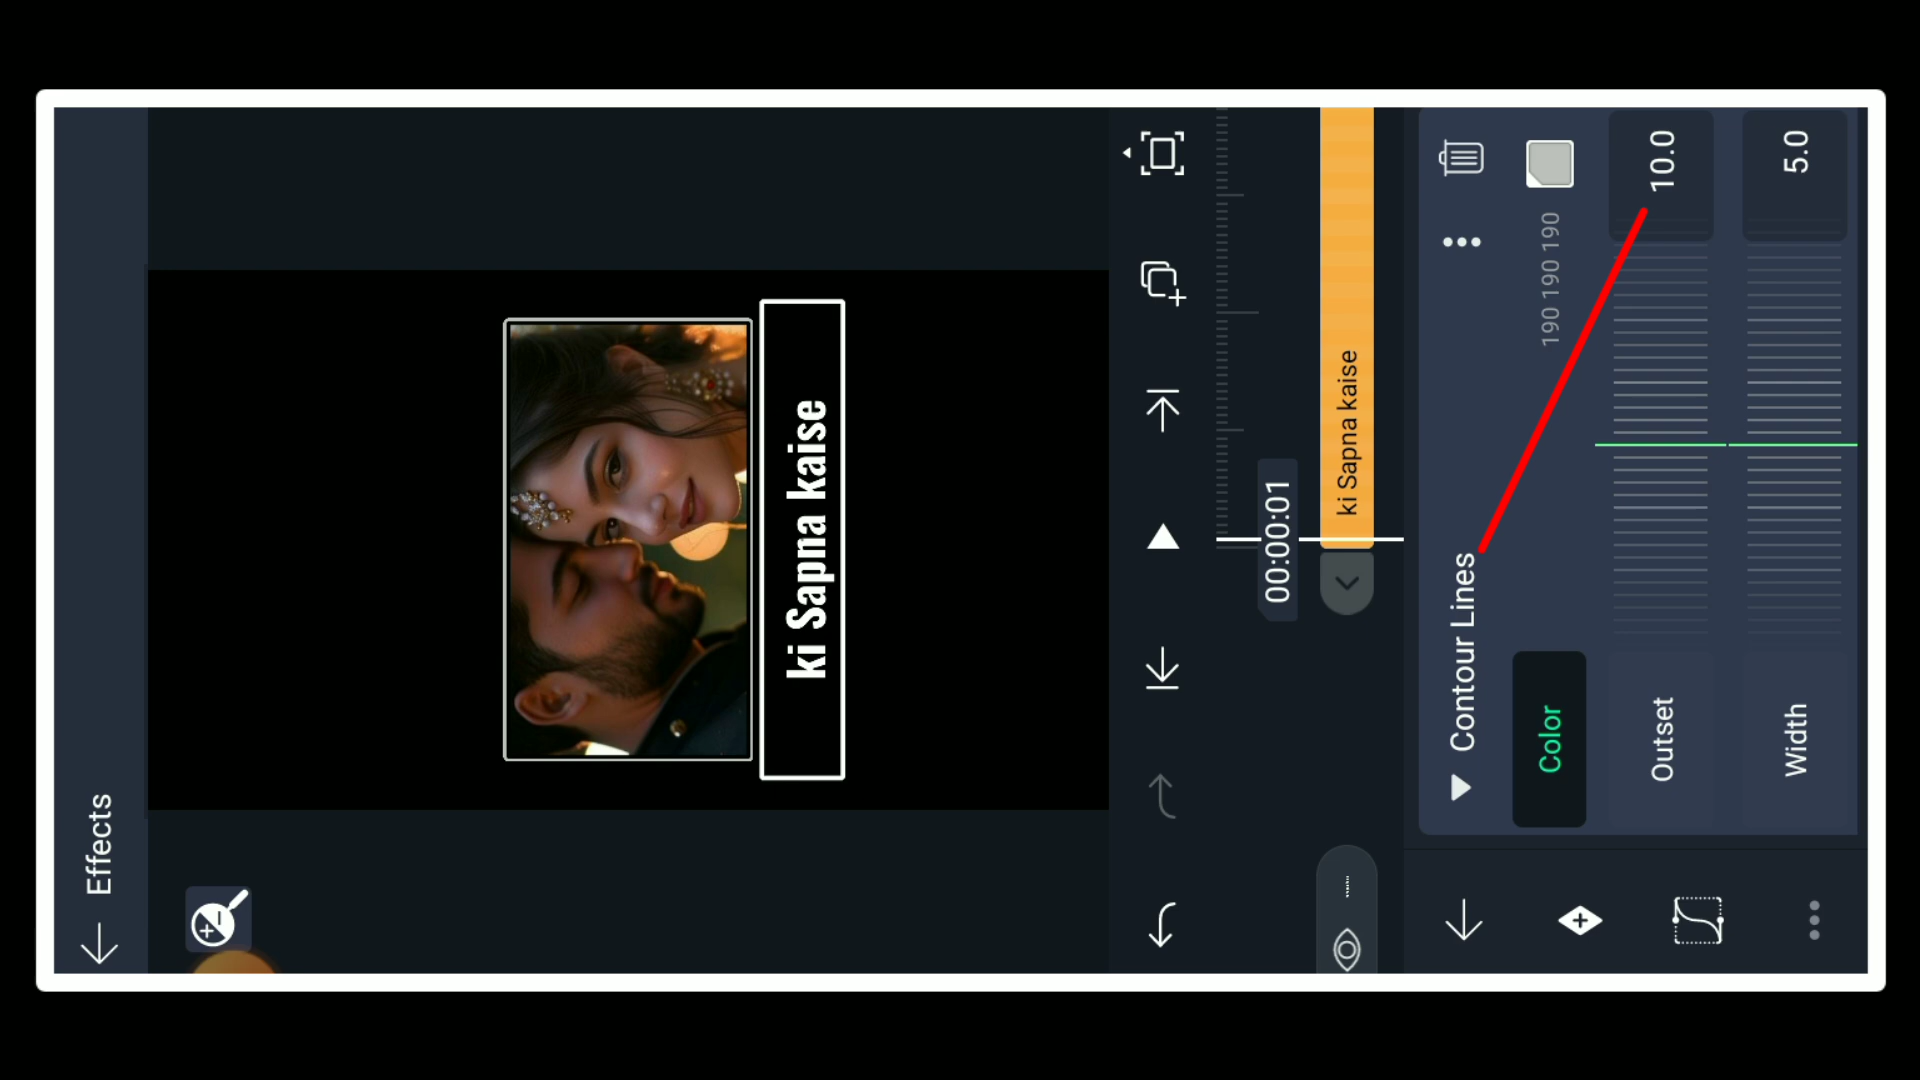 Effects
ki Sapna kaise
00:00:01
ki Sapna kaise
Contour Lines
Color
190 190 190
Outset
10.0
Width
5.0